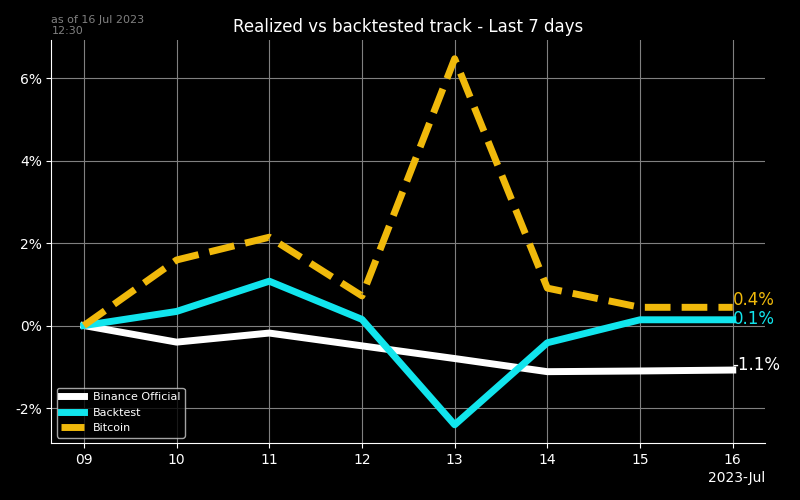 as of 16 Jul 2023
12:30
Realized vs backtested track - Last 7 days
6%
4%
2%
0%
-2%
0.4%
0.1%
-1.1%
Binance Official
Backtest
Bitcoin
09 10 11 12 13 14 15 16
2023-Jul